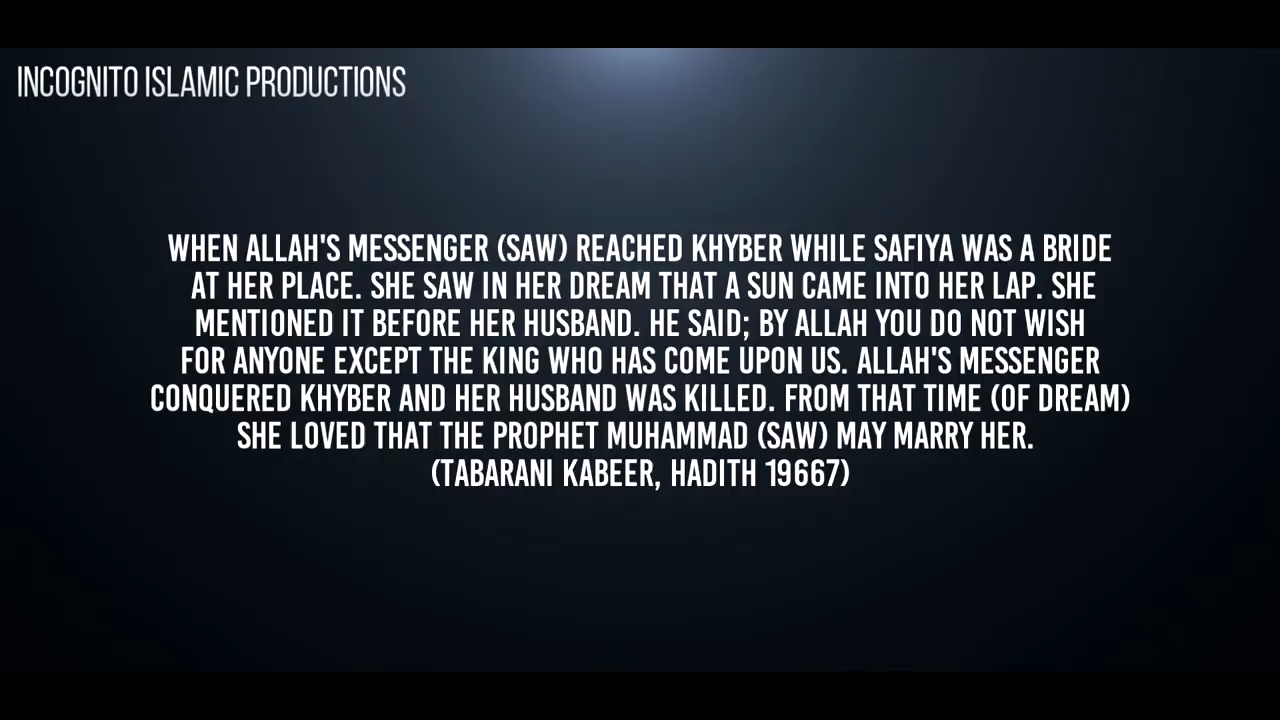 INCOGNITO ISLAMIC PRODUCTIONS
WHEN ALLAH'S MESSENGER (SAW) REACHED KHYBER WHILE SAFIYA WAS A BRIDE
AT HER PLACE. SHE SAW IN HER DREAM THAT A SUN CAME INTO HER LAP. SHE
MENTIONED IT BEFORE HER HUSBAND. HE SAID; BY ALLAH YOU DO NOT WISH
FOR ANYONE EXCEPT THE KING WHO HAS COME UPON US. ALLAH'S MESSENGER
CONQUERED KHYBER AND HER HUSBAND WAS KILLED. FROM THAT TIME (OF DREAM)
SHE LOVED THAT THE PROPHET MUHAMMAD (SAW) MAY MARRY HER.
(TABARANI KABEER, HADITH 19667)